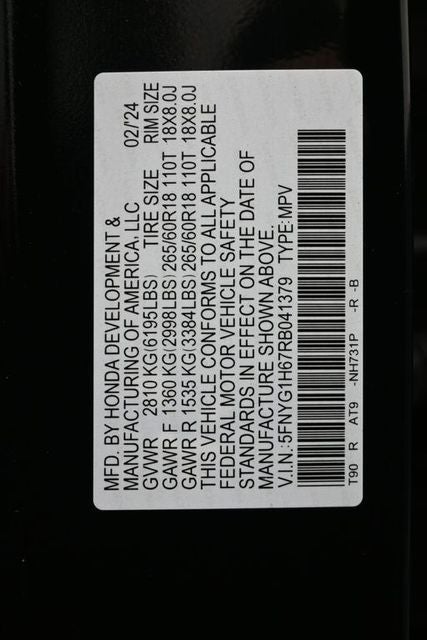 MFD. BY HONDA DEVELOPMENT &
MANUFACTURING OF AMERICA, LLC 02/'24
GVWR 2810 KG(6195LBS) TIRE SIZE RIM SIZE
GAWR F 1360 KG(2998LBS) 265/60R18 110T 18X8.0J
GAWR R 1535 KG(3384LBS) 265/60R18 110T 18X8.0J
THIS VEHICLE CONFORMS TO ALL APPLICABLE
FEDERAL MOTOR VEHICLE SAFETY
STANDARDS IN EFFECT ON THE DATE OF
MANUFACTURE SHOWN ABOVE.
V.I.N.:5FNYG1H67RB041379 TYPE:MPV
T90 R AT9 -NH731P -R -B